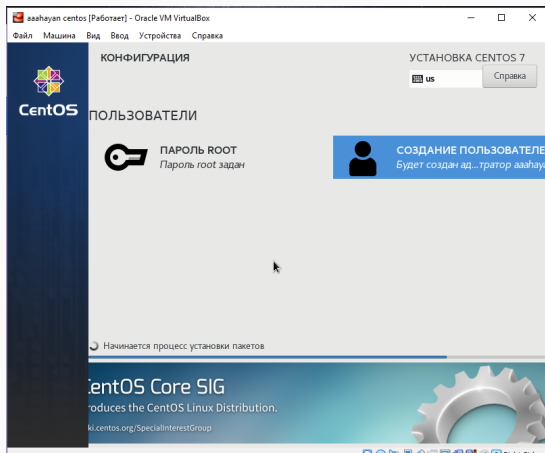 aaahayan centos [Работает] - Oracle VM VirtualBox
Файл Машина Вид Ввод Устройства Справка
КОНФИГУРАЦИЯ
УСТАНОВКА CENTOS 7
us
Справка
CentOS
ПОЛЬЗОВАТЕЛИ
ПАРОЛЬ ROOT
Пароль root задан
СОЗДАНИЕ ПОЛЬЗОВАТЕЛЕ
Будет создан ад...тратор aaahaya
Начинается процесс установки пакетов
CentOS Core SIG
roduces the CentOS Linux Distribution.
ki.centos.org/SpecialInterestGroup